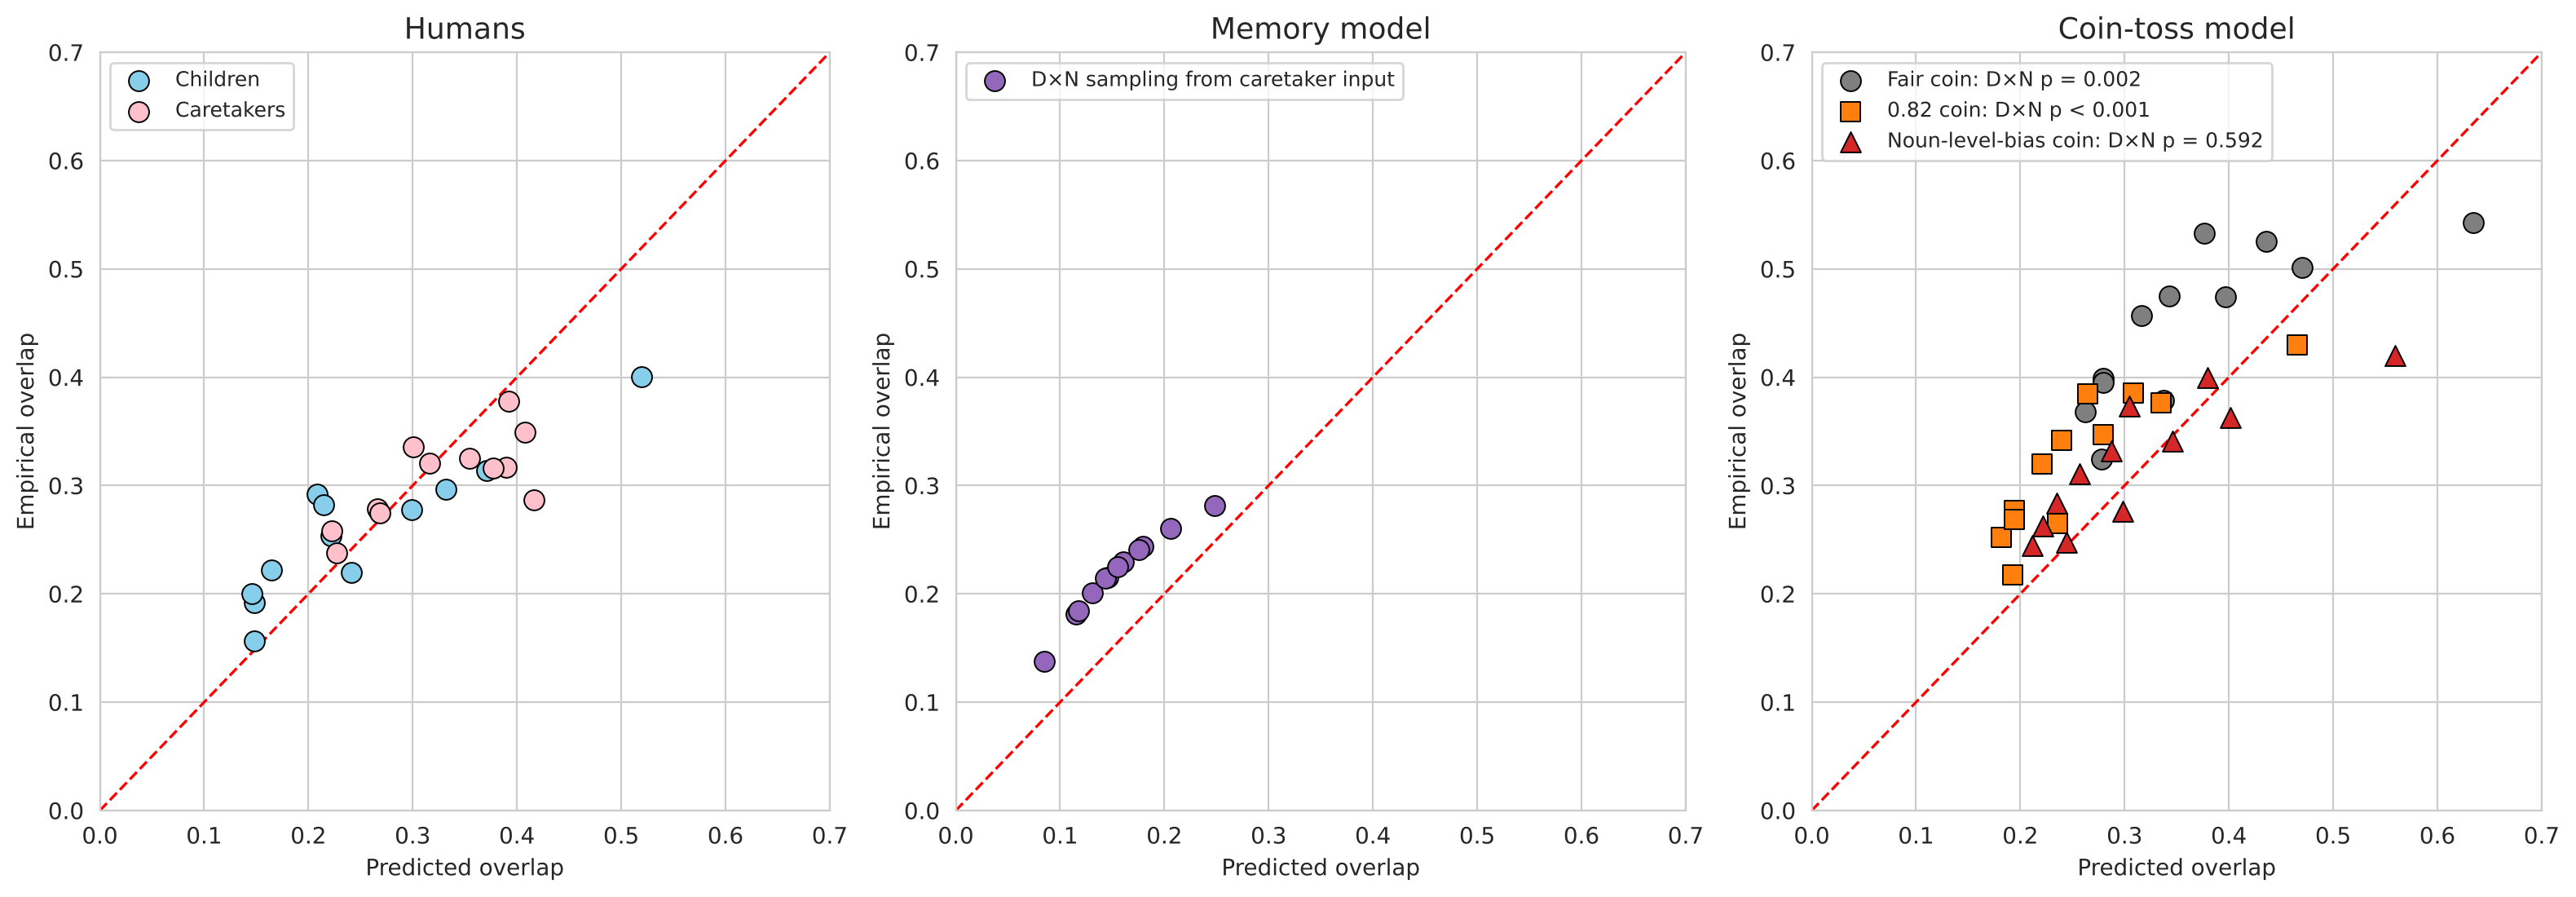 Humans
0.7
0.6
0.5
0.4
0.3
0.2
0.1
0.0
Empirical overlap
Children
Caretakers
0.0 0.1 0.2 0.3 0.4 0.5 0.6 0.7
Predicted overlap
Memory model
0.7
0.6
0.5
0.4
0.3
0.2
0.1
0.0
Empirical overlap
D×N sampling from caretaker input
0.0 0.1 0.2 0.3 0.4 0.5 0.6 0.7
Predicted overlap
Coin-toss model
0.7
0.6
0.5
0.4
0.3
0.2
0.1
0.0
Empirical overlap
Fair coin: D×N p = 0.002
0.82 coin: D×N p < 0.001
Noun-level-bias coin: D×N p = 0.592
0.0 0.1 0.2 0.3 0.4 0.5 0.6 0.7
Predicted overlap